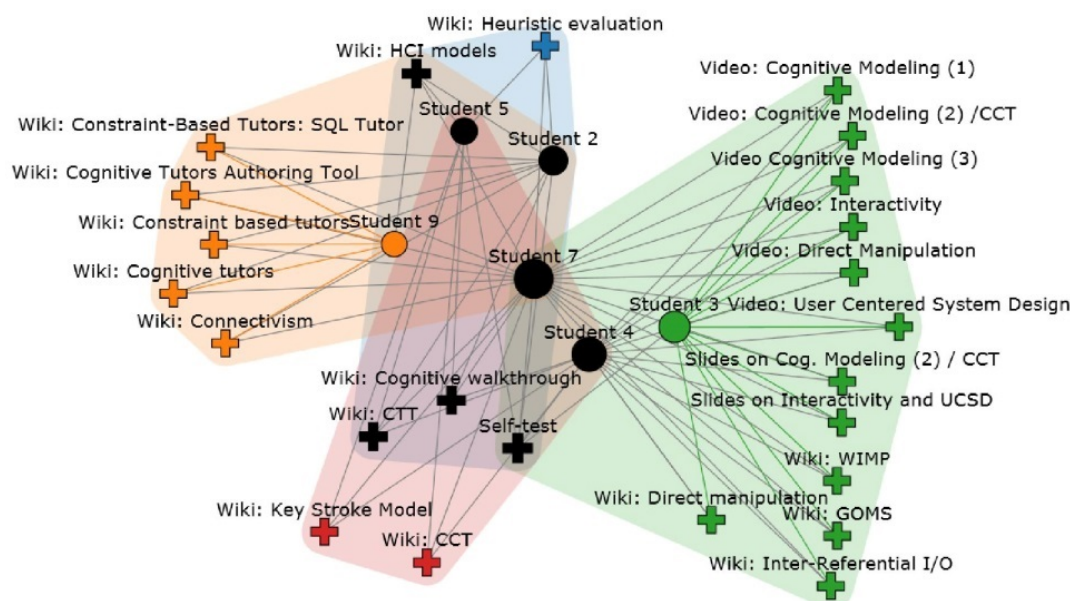 Wiki: Heuristic evaluation
Wiki: HCI models
Student 5
Student 2
Wiki: Constraint-Based Tutors: SQL Tutor
Wiki: Cognitive Tutors Authoring Tool
Wiki: Constraint based tutors
Student 9
Wiki: Cognitive tutors
Wiki: Connectivism
Student 7
Student 4
Student 3
Video: Cognitive Modeling (1)
Video: Cognitive Modeling (2) /CCT
Video Cognitive Modeling (3)
Video: Interactivity
Video: Direct Manipulation
Video: User Centered System Design
Slides on Cog. Modeling (2) / CCT
Slides on Interactivity and UCSD
Wiki: WIMP
Wiki: Direct manipulation
Wiki: GOMS
Wiki: Inter-Referential I/O
Wiki: Cognitive walkthrough
Wiki: CTT
Self-test
Wiki: Key Stroke Model
Wiki: CCT